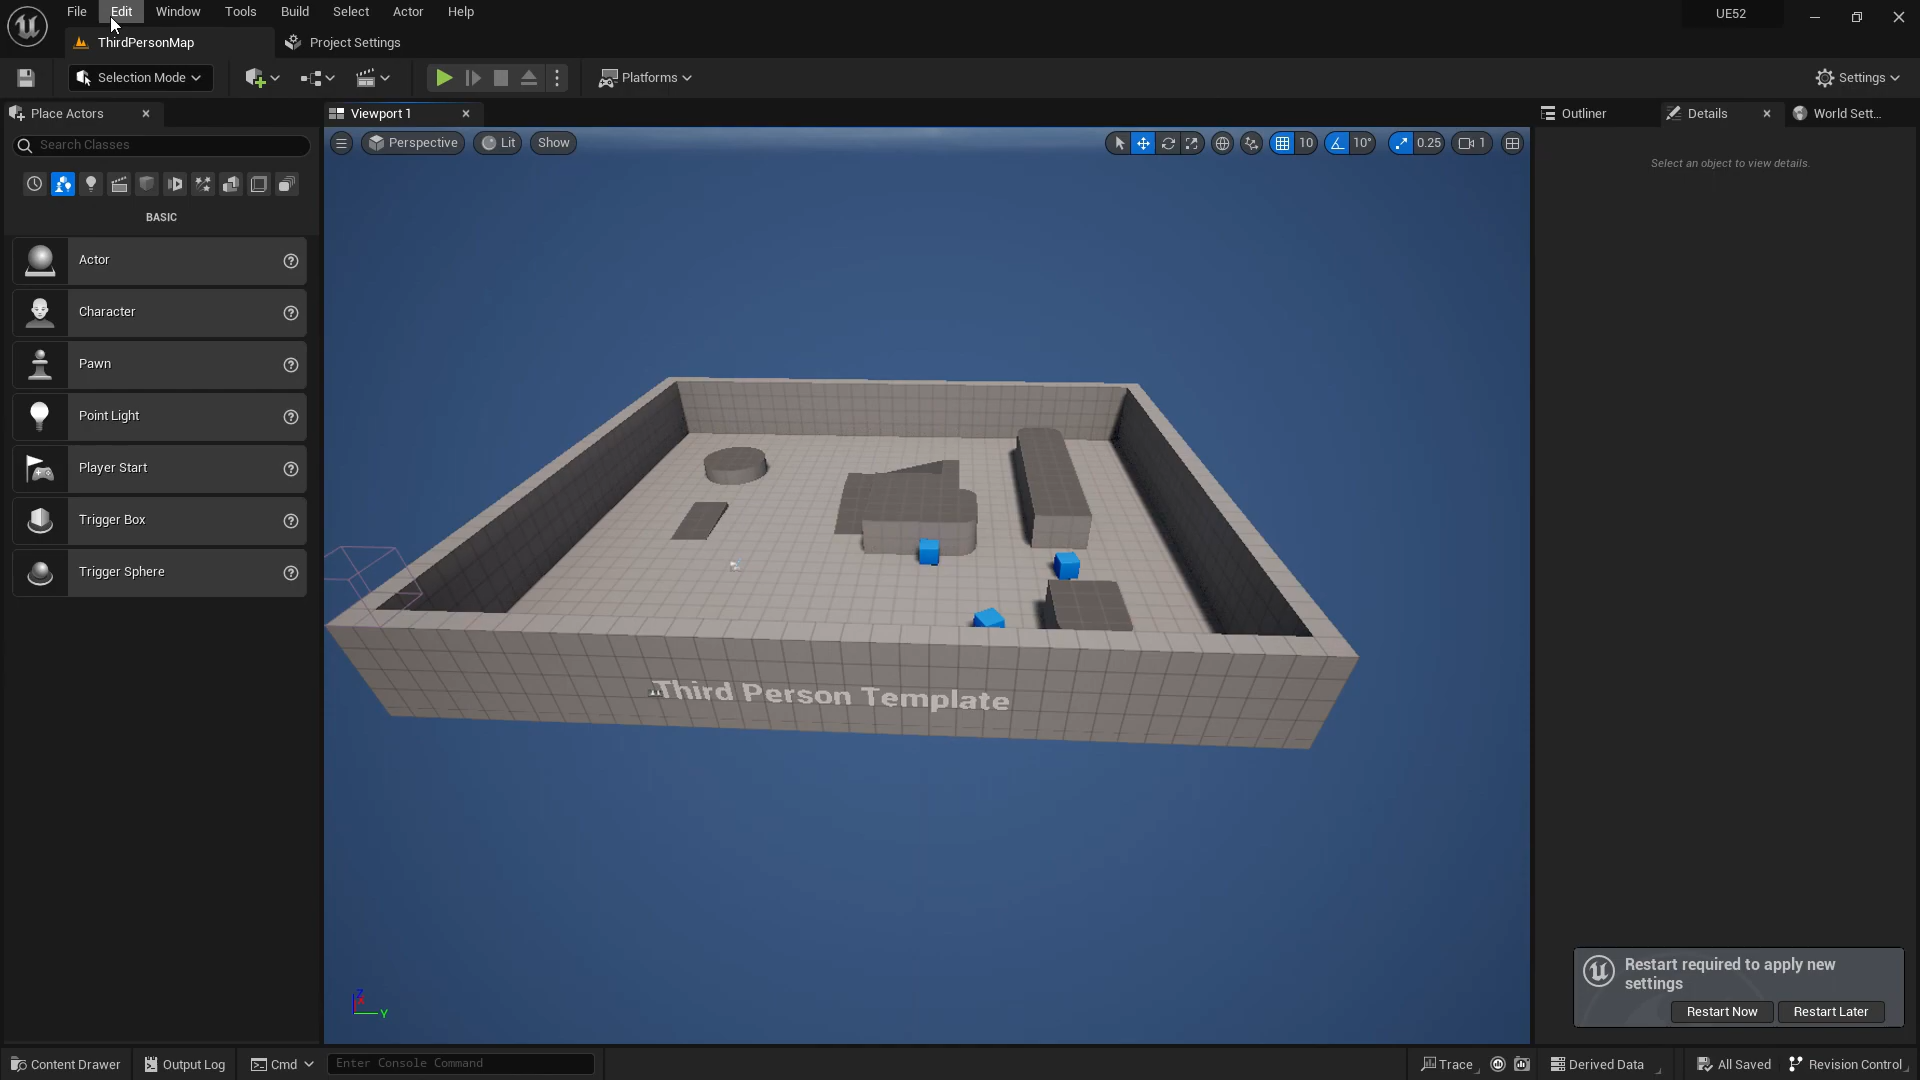 File Edit Window Tools Build Select Actor Help
UE52
ThirdPersonMap
Project Settings
Selection Mode
Platforms
Settings
Place Actors
Viewport 1
Outliner
Details
World Sett...
Search Classes
Perspective
Lit
Show
10
10°
0.25
1
Select an object to view details.
BASIC
Actor
Character
Pawn
Point Light
Player Start
Trigger Box
Trigger Sphere
Third Person Template
Z
X
Y
Restart required to apply new
settings
Restart Now
Restart Later
Content Drawer
Output Log
Cmd
Enter Console Command
Trace
Derived Data
All Saved
Revision Control